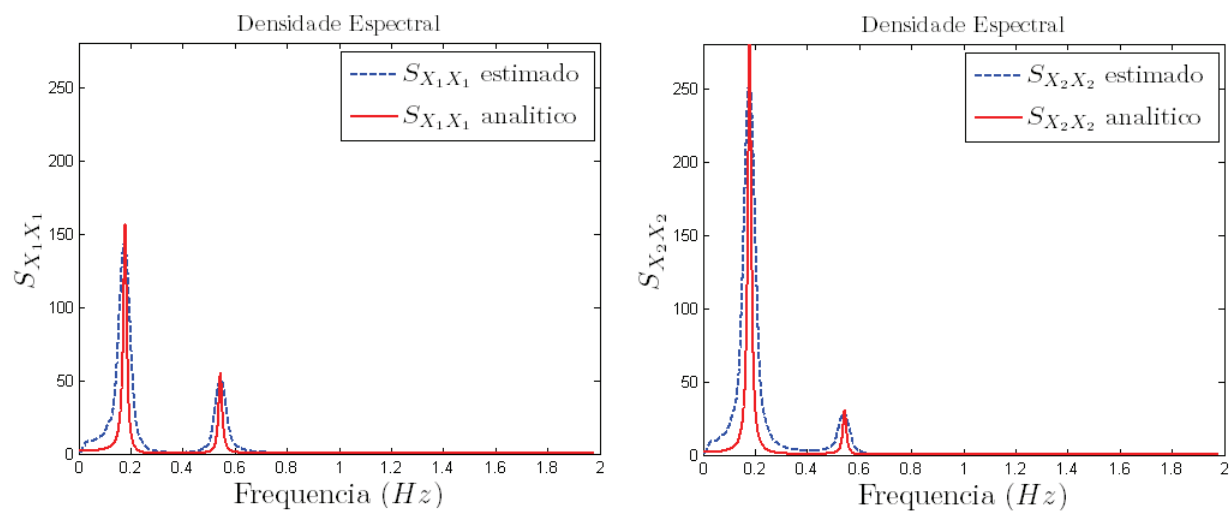 Densidade Espectral
S_{X_1X_1} estimado
S_{X_1X_1} analitico
250
200
150
100
50
0
S_{X_1X_1}
0 0.2 0.4 0.6 0.8 1 1.2 1.4 1.6 1.8 2
Frequencia (Hz)
Densidade Espectral
S_{X_2X_2} estimado
S_{X_2X_2} analitico
250
200
150
100
50
0
S_{X_2X_2}
0 0.2 0.4 0.6 0.8 1 1.2 1.4 1.6 1.8 2
Frequencia (Hz)